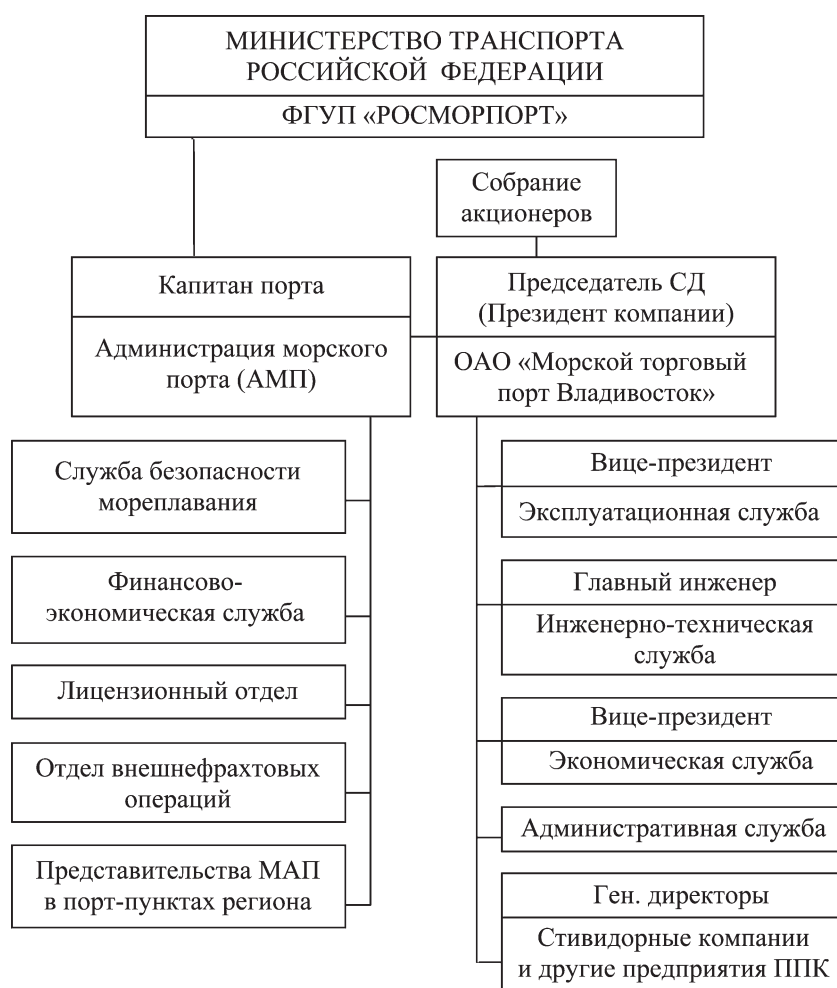 МИНИСТЕРСТВО ТРАНСПОРТА
РОССИЙСКОЙ ФЕДЕРАЦИИ
ФГУП «РОСМОРПОРТ»
Собрание
акционеров
Капитан порта
Администрация морского
порта (АМП)
Председатель СД
(Президент компании)
ОАО «Морской торговый
порт Владивосток»
Служба безопасности
мореплавания
Финансово-
экономическая служба
Лицензионный отдел
Отдел внешнефрахтовых
операций
Представительства МАП
в порт-пунктах региона
Вице-президент
Эксплуатационная служба
Главный инженер
Инженерно-техническая
служба
Вице-президент
Экономическая служба
Административная служба
Ген. директоры
Стивидорные компании
и другие предприятия ППК